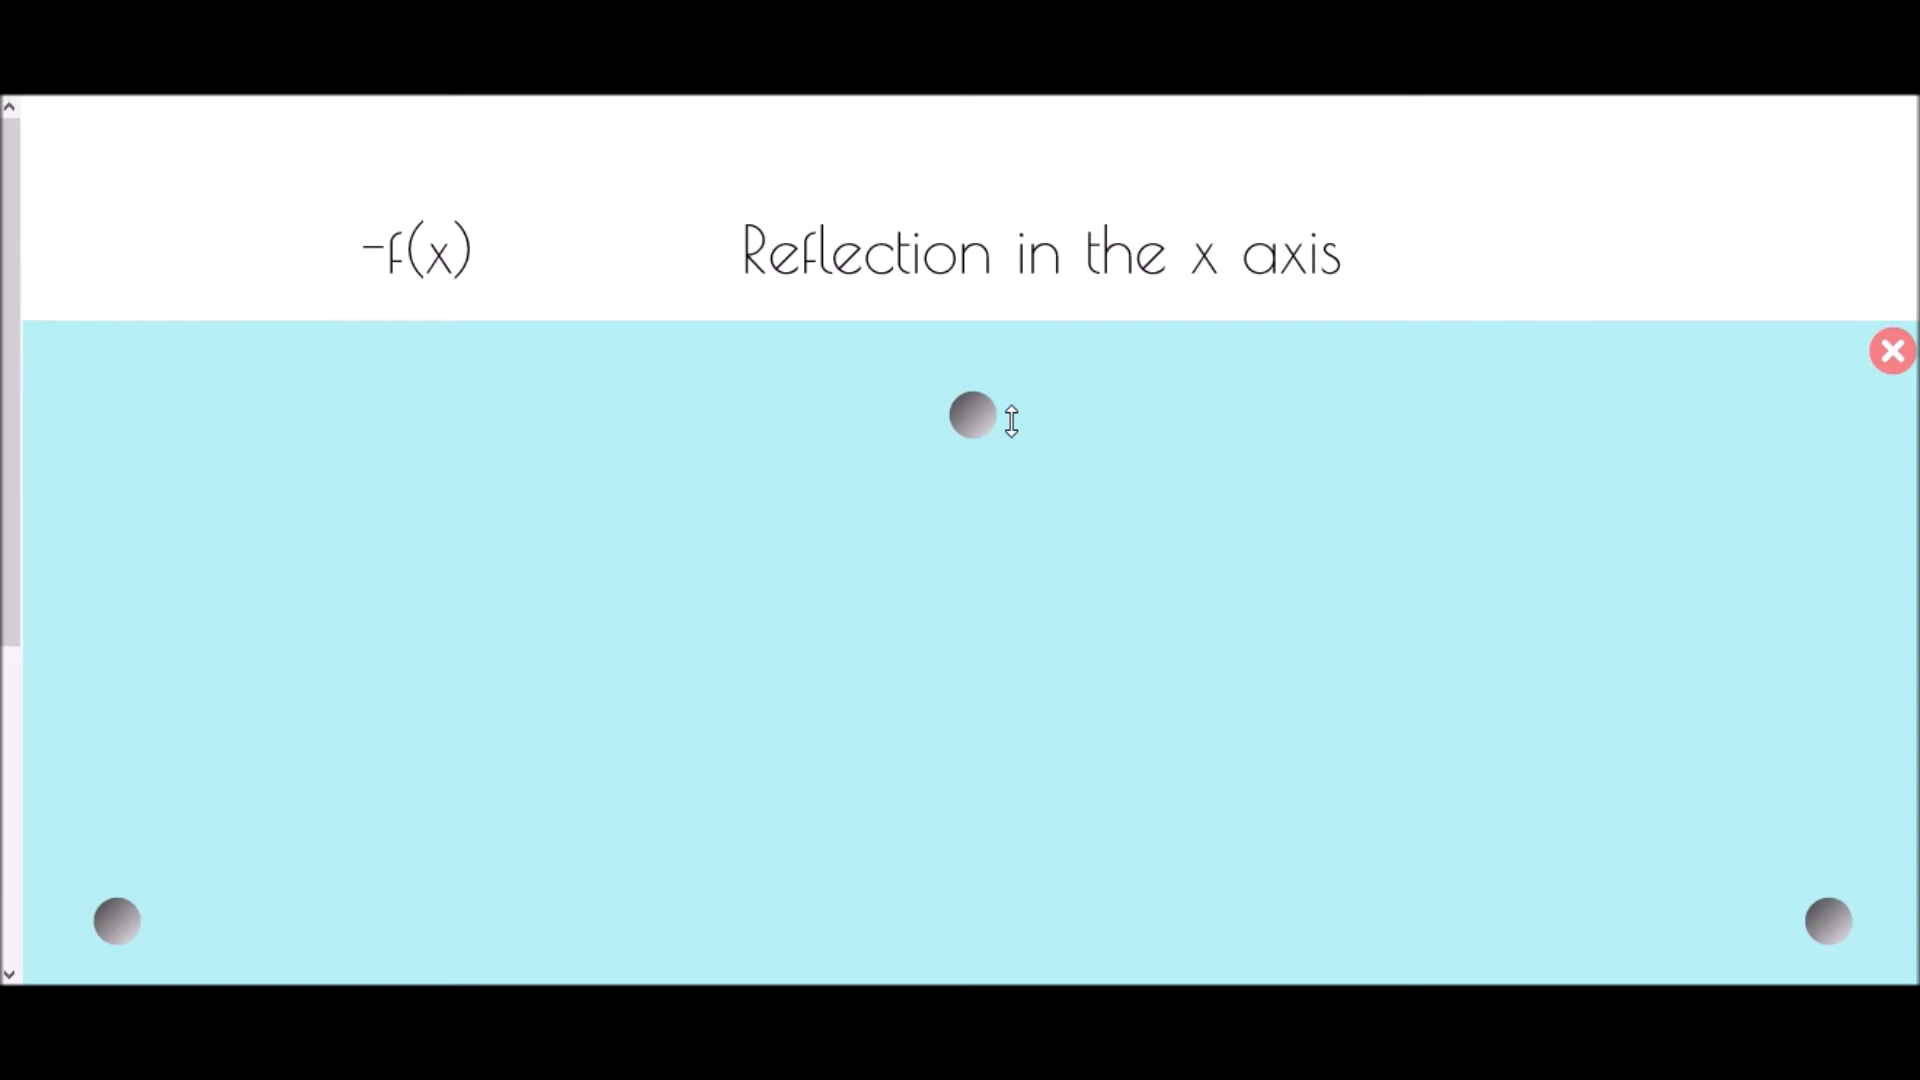 -f(x) Reflection in the x axis